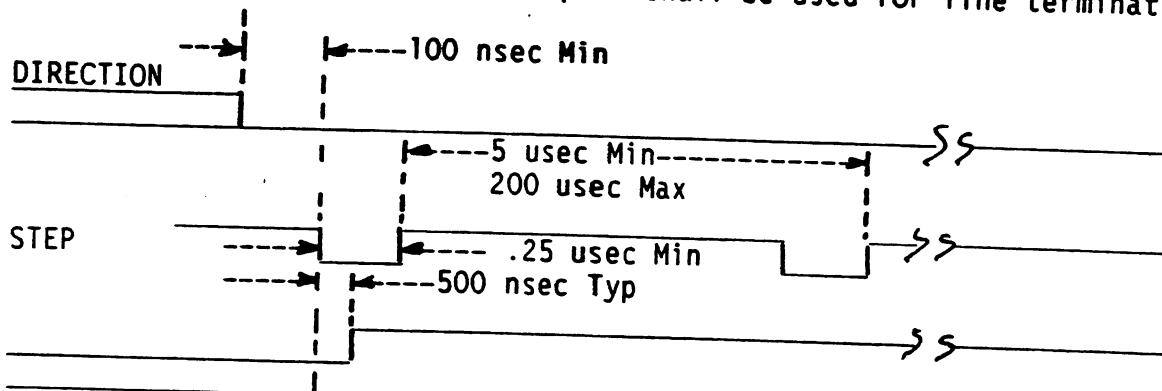 shall be used for line terminat
100 nsec Min
DIRECTION
5 usec Min
200 usec Max
STEP
.25 usec Min
500 nsec Typ